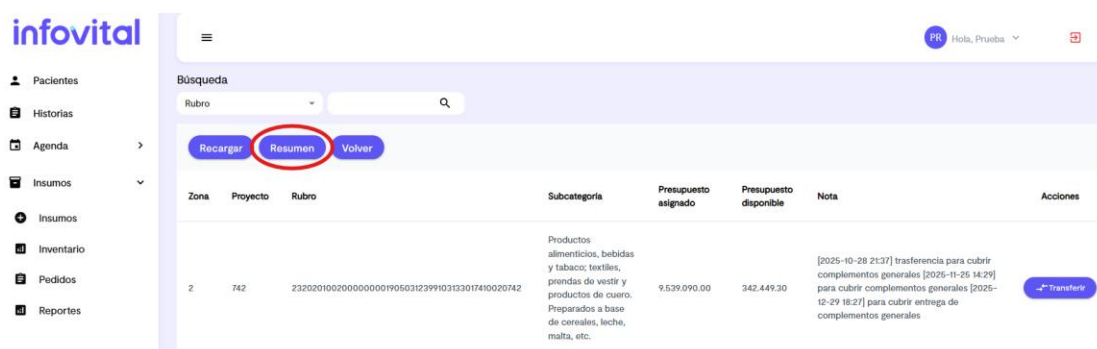 infovital
PR Hola, Prueba
Pacientes
Historias
Agenda
Insumos
Insumos
Inventario
Pedidos
Reportes
Búsqueda
Rubro
Recargar Resumen Volver
Zona Proyecto Rubro Subcategoría Presupuesto asignado Presupuesto disponible Nota Acciones
2 742
Productos
alimenticios, bebidas
y tabaco; textiles,
prendas de vestir y
productos de cuero.
Preparados a base
de cereales, leche,
malta, etc.
9.539.090.00 342.449.30
[2025-10-28 21:37] trasferencia para cubrir
complementos generales [2025-11-25 14:29]
para cubrir complementos generales [2025-
12-29 18:27] para cubrir entrega de
complementos generales
Transferir